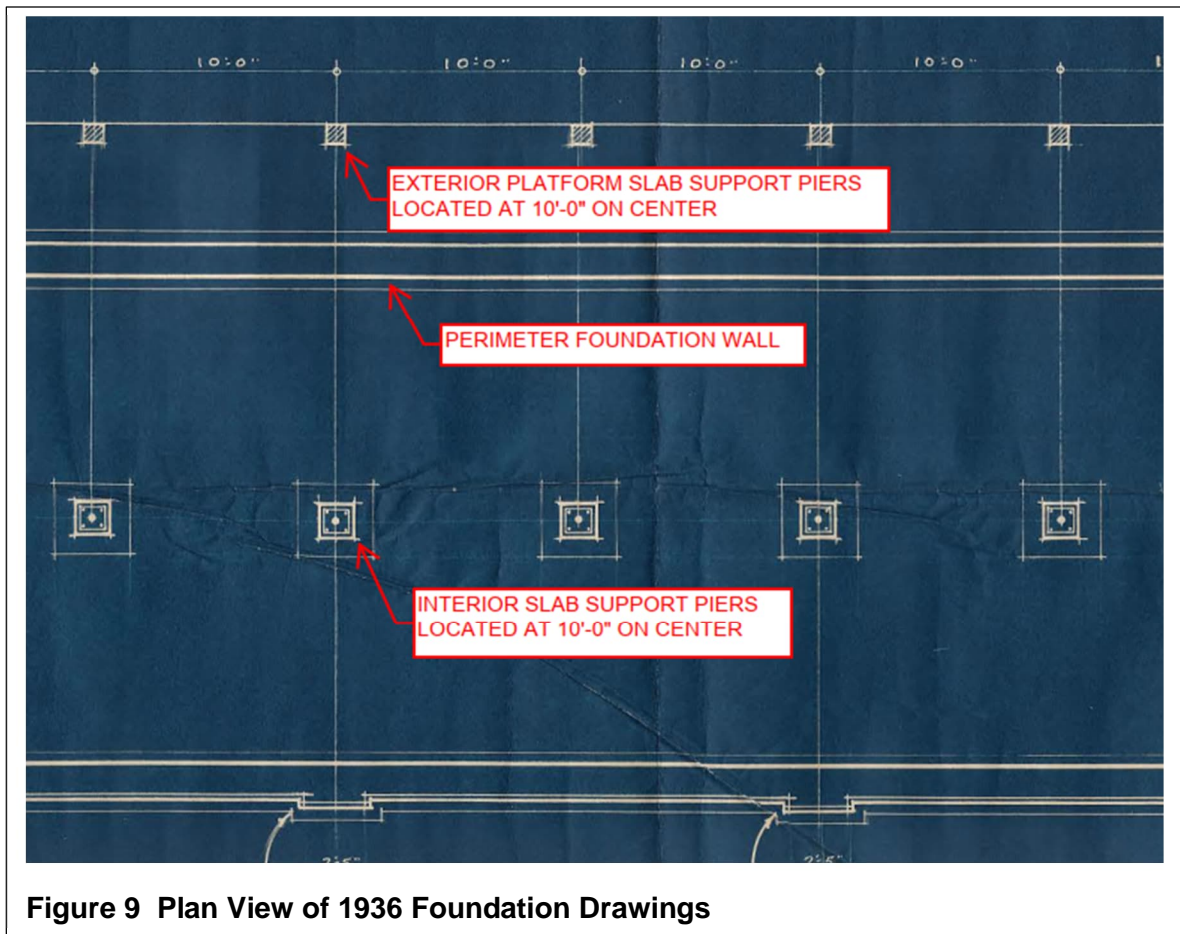 10'-0" 10'-0" 10'-0" 10'-0"
EXTERIOR PLATFORM SLAB SUPPORT PIERS
LOCATED AT 10'-0" ON CENTER
PERIMETER FOUNDATION WALL
INTERIOR SLAB SUPPORT PIERS
LOCATED AT 10'-0" ON CENTER
Figure 9 Plan View of 1936 Foundation Drawings